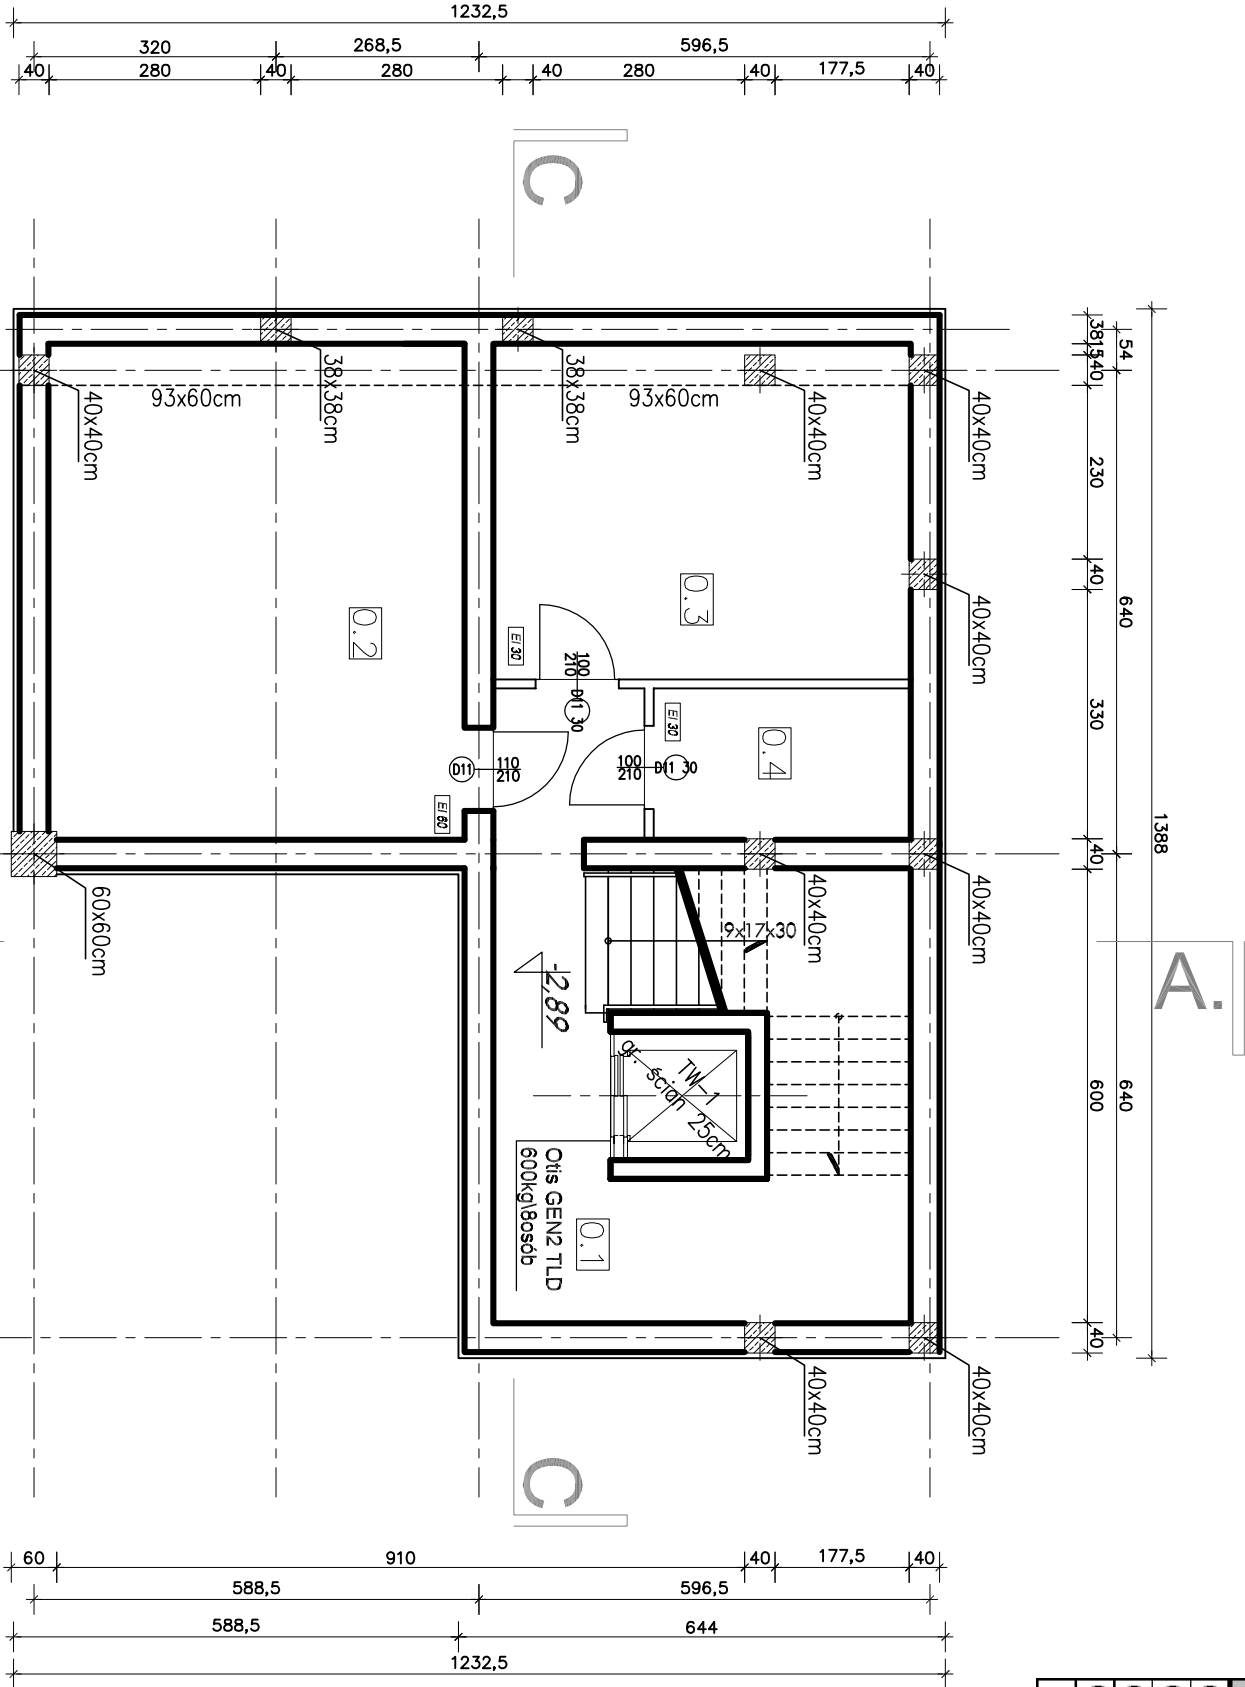 1232,5
320 268,5 596,5
40 280 40 280 40 280 40 177,5 40
C
38 15 40 230 40 330 40 600 40
54 640 640
1388
38x38cm
38x38cm
93x60cm
93x60cm
40x40cm
40x40cm
40x40cm
40x40cm
0.3
0.2
EI 30
100
210
D11 30
EI 30
0.4
D11
110
210
100
210
D11 30
EI 60
60x60cm
40x40cm
40x40cm
9x17x30
-2,89
A.
TW-1
gr. ścian 25cm
Otis GEN2 TLD
600kg\8osób
0.1
40x40cm
40x40cm
C
60 910 40 177,5 40
588,5 596,5
588,5 644
1232,5